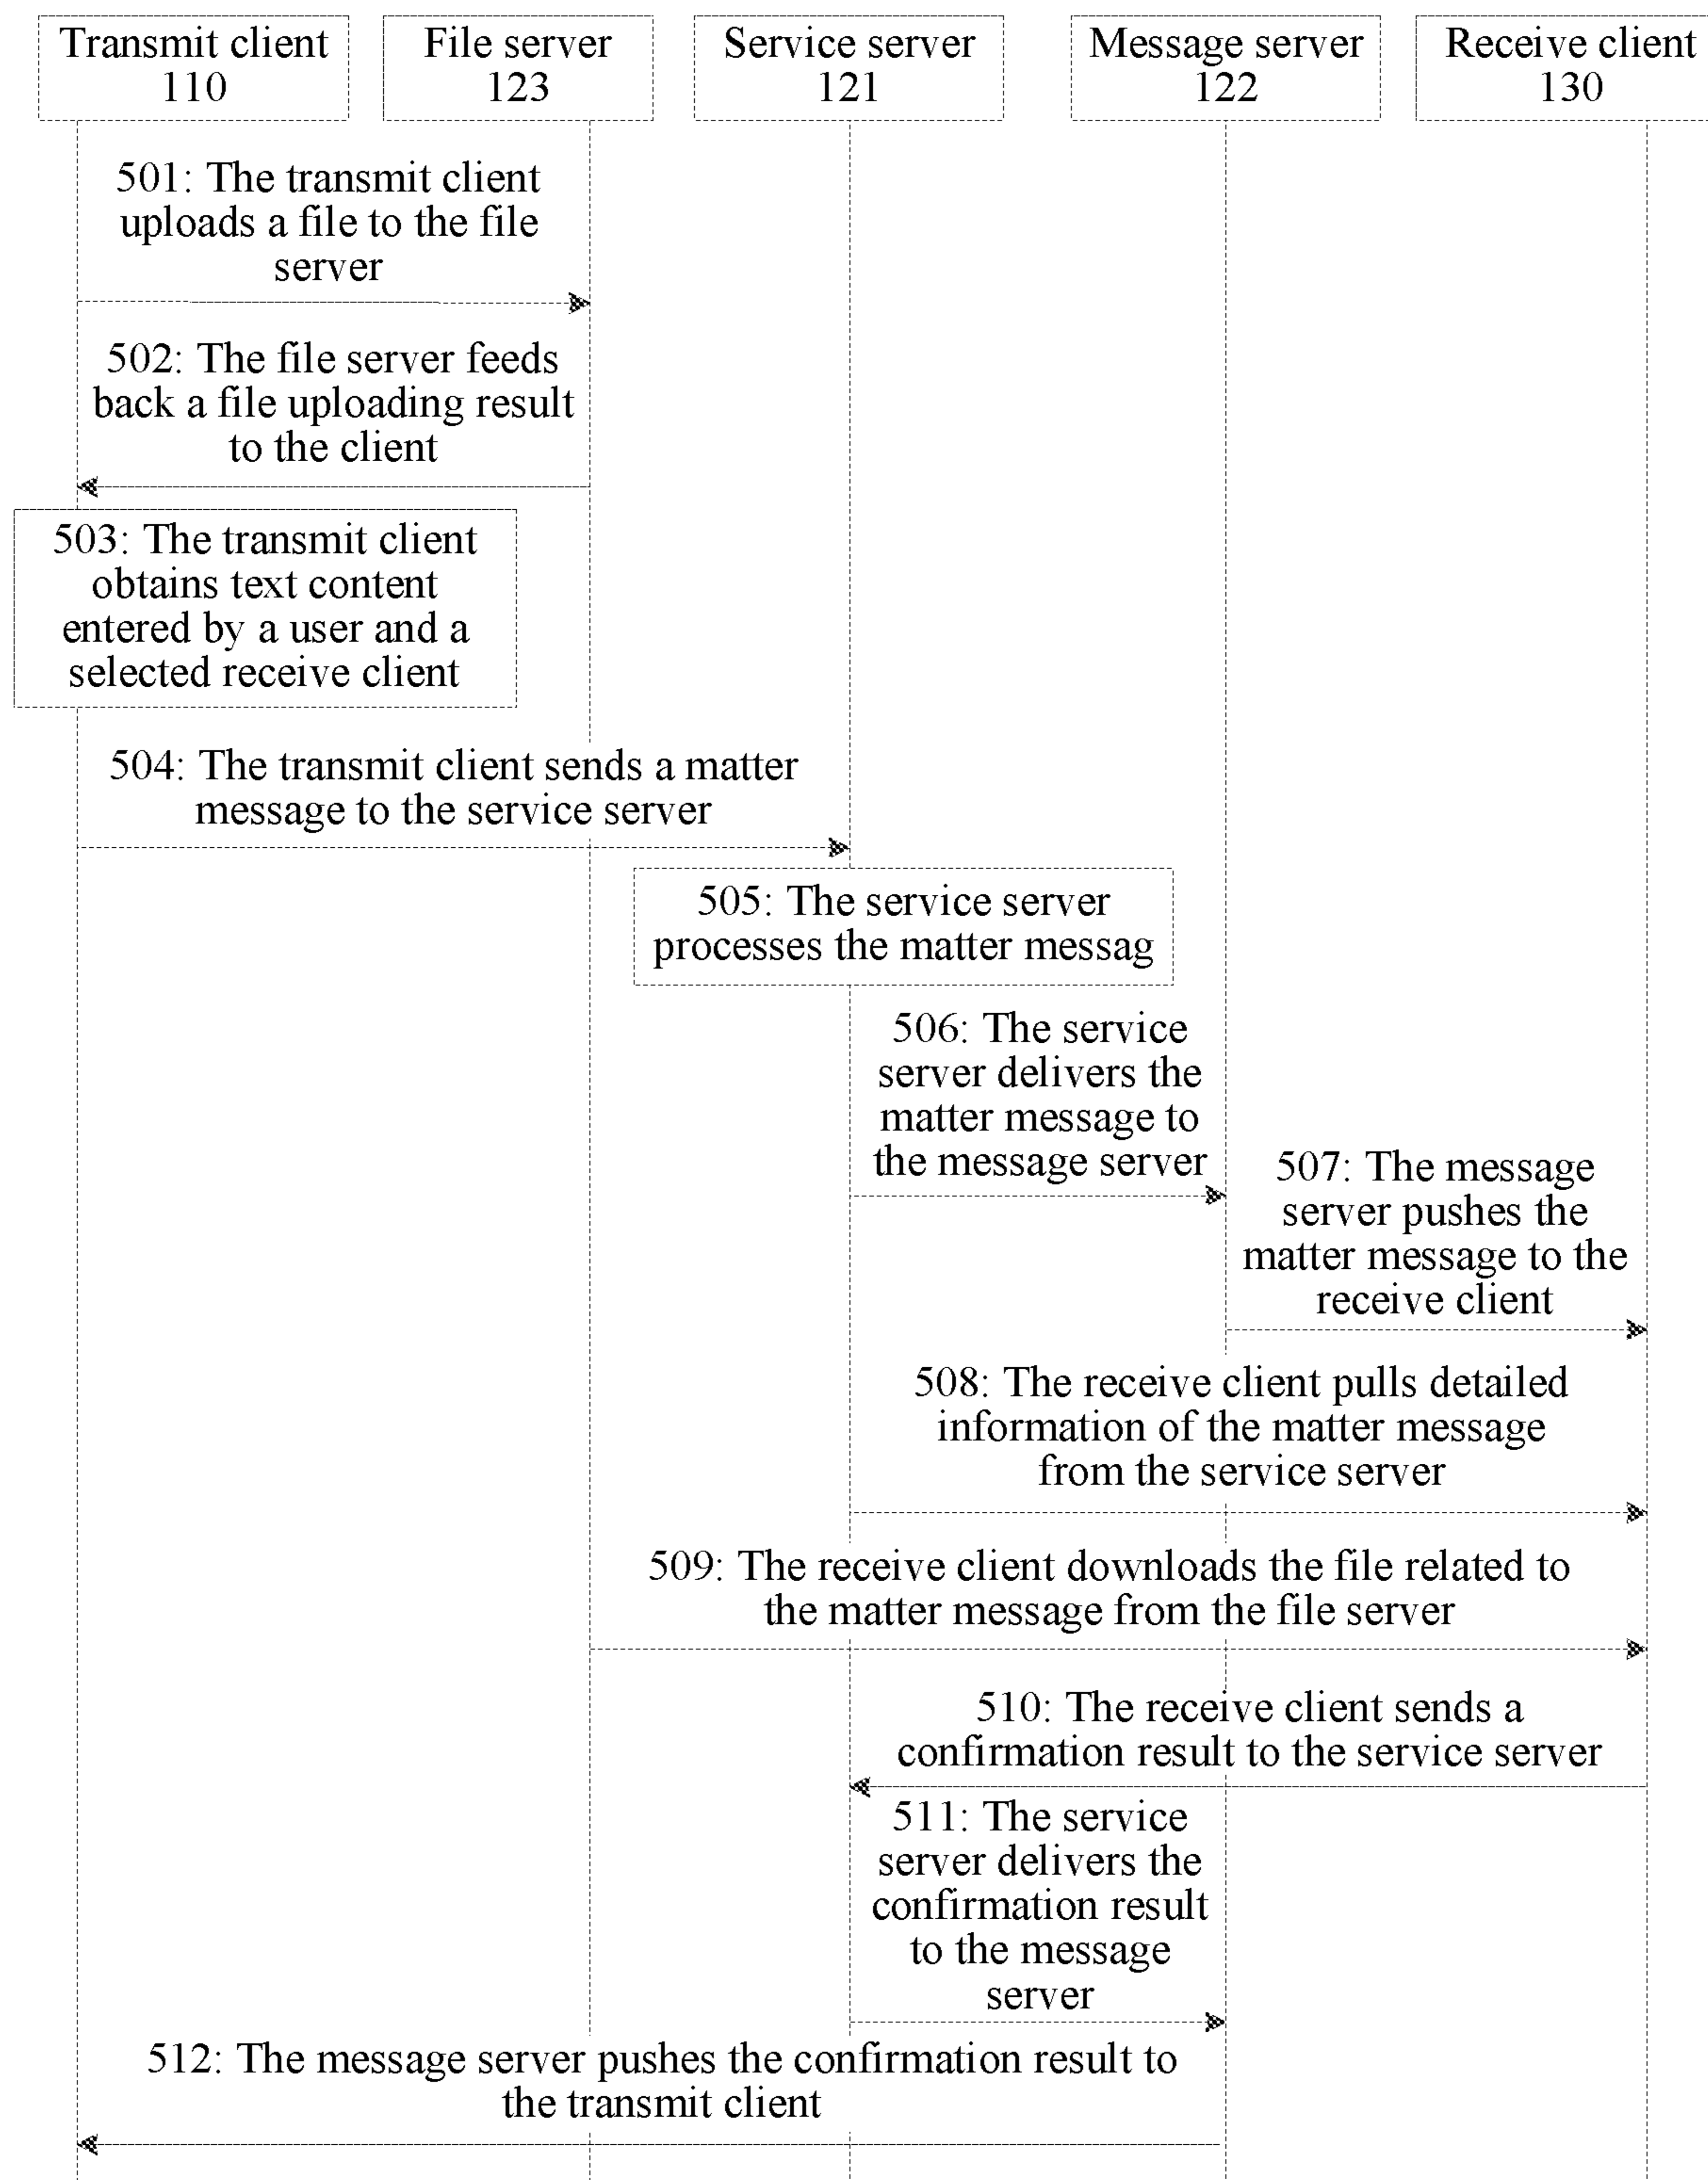 Transmit client
110
File server
123
Service server
121
Message server
122
Receive client
130
501: The transmit client
uploads a file to the file
server
502: The file server feeds
back a file uploading result
to the client
503: The transmit client
obtains text content
entered by a user and a
selected receive client
504: The transmit client sends a matter
message to the service server
505: The service server
processes the matter messag
506: The service
server delivers the
matter message to
the message server
507: The message
server pushes the
matter message to the
receive client
508: The receive client pulls detailed
information of the matter message
from the service server
509: The receive client downloads the file related to
the matter message from the file server
510: The receive client sends a
confirmation result to the service server
511: The service
server delivers the
confirmation result
to the message
server
512: The message server pushes the confirmation result to
the transmit client